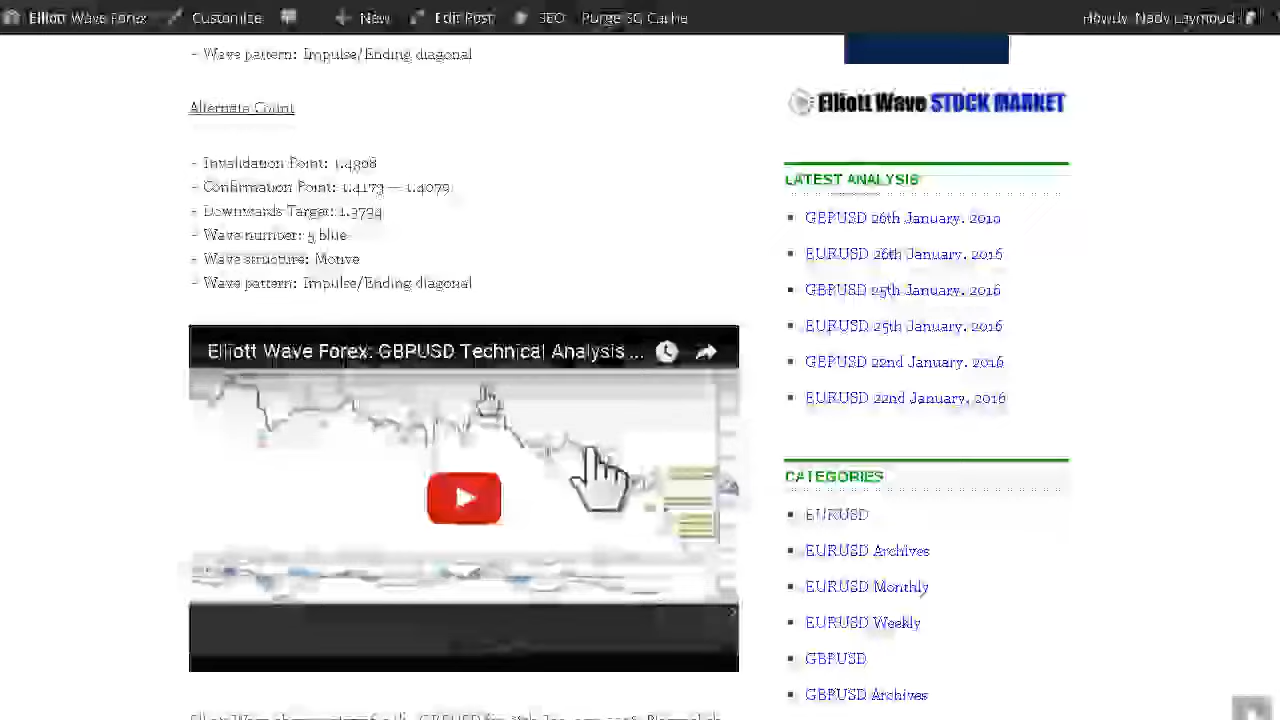 Elliott Wave Forex Customize New Edit Post SEO Purge SG Cache Howdy, Nady Laymoud
- Wave pattern: Impulse/Ending diagonal
Alternate Count
- Invalidation Point: 1.4308
- Confirmation Point: 1.4173 — 1.4079
- Downwards Target: 1.3794
- Wave number: 5 blue
- Wave structure: Motive
- Wave pattern: Impulse/Ending diagonal
Elliott Wave Forex: GBPUSD Technical Analysis ...
Elliott Wave STOCK MARKET
LATEST ANALYSIS
GBPUSD 26th January, 2016
EURUSD 26th January, 2016
GBPUSD 25th January, 2016
EURUSD 25th January, 2016
GBPUSD 22nd January, 2016
EURUSD 22nd January, 2016
CATEGORIES
EURUSD
EURUSD Archives
EURUSD Monthly
EURUSD Weekly
GBPUSD
GBPUSD Archives